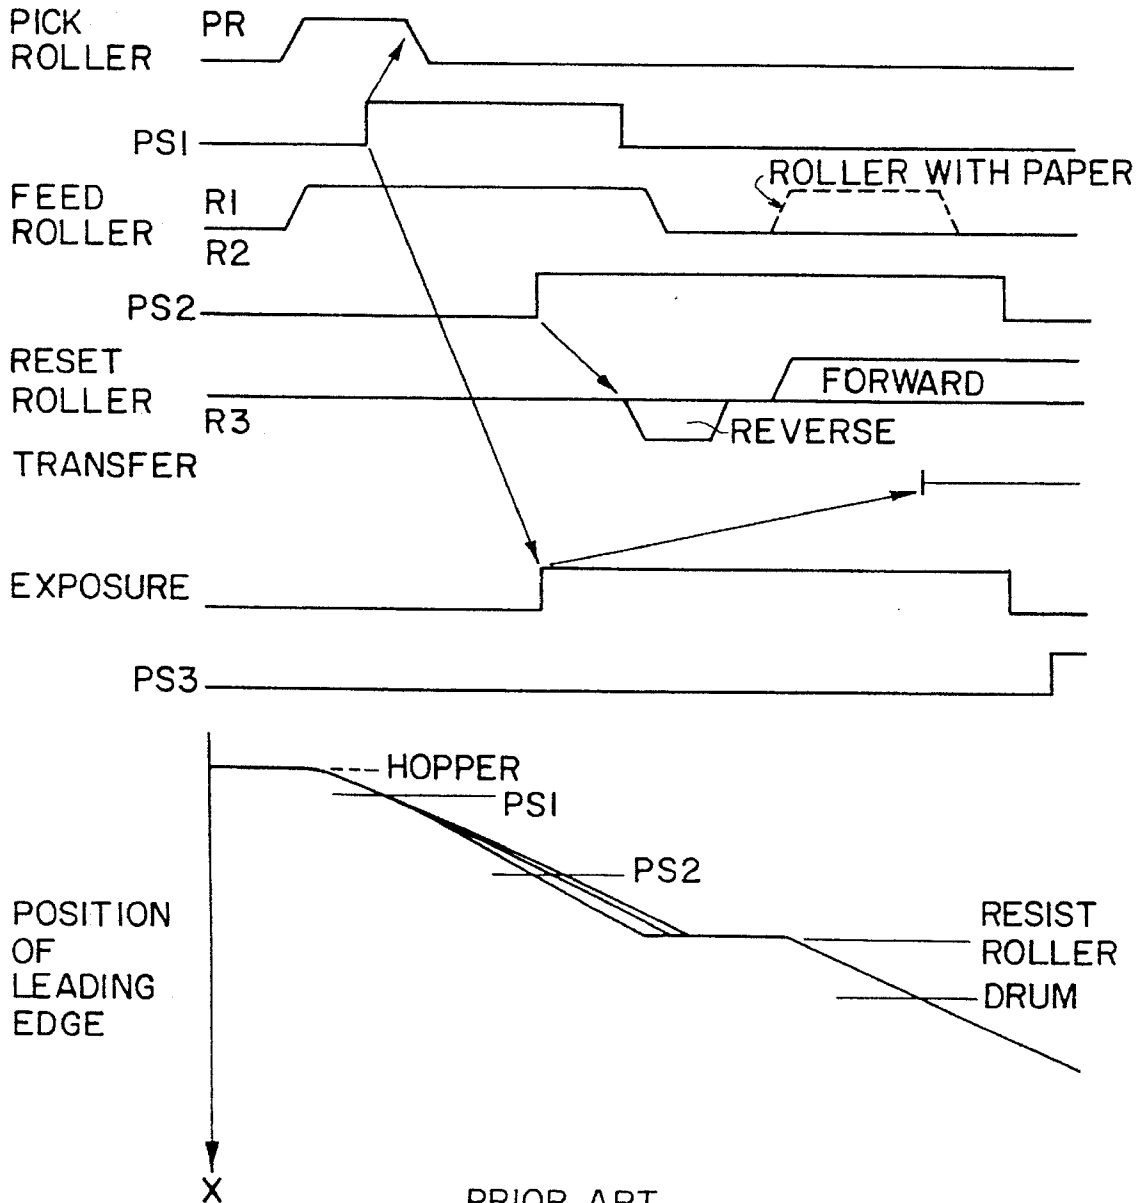 PICK PR
ROLLER
PS1
ROLLER WITH PAPER
FEED R1
ROLLER
R2
PS2
RESET
ROLLER FORWARD
R3 REVERSE
TRANSFER
EXPOSURE
PS3
HOPPER
PS1
PS2
POSITION RESIST
OF ROLLER
LEADING DRUM
EDGE
X
PRIOR ART